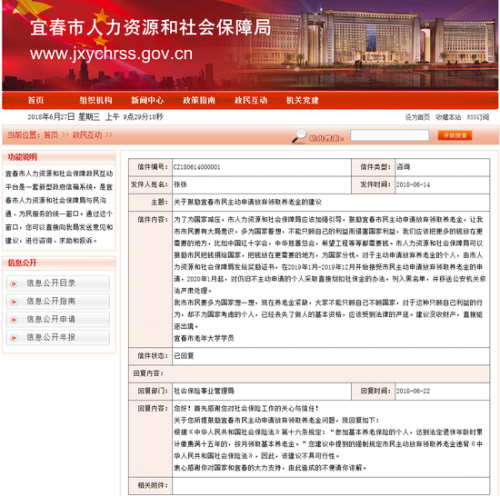 宜春市人力资源和社会保障局
www.jxychrss.gov.cn
首页 组织机构 新闻中心 政策指南 政民互动 机关党建
2018年6月27日 星期三 上午 9点29分18秒
设为首页 收藏本站 RSS订阅
当前位置: 首页 >> 政民互动 >>
功能说明
宜春市人力资源和社会保障政民互动
平台是一套新型政府信箱系统, 是宜
春市人力资源和社会保障局与民沟
通、为民服务的统一窗口。通过这个
窗口, 您可以直接向我局发送意见和
建议, 进行咨询、求助和投诉。
信息公开
信息公开目录
信息公开指南
信息公开申请
信息公开年报
信件编号: CZ180614000001 信件类型: 咨询
发件人姓名: 张张 发件时间: 2018-06-14
主题: 关于鼓励宜春市民主动申请放弃领取养老金的建议
信件内容: 为了为国家减压, 市人力资源和社会保障局应该加强引导, 鼓励宜春市民主动申请放弃领取养老金, 让我
市市民要有大局意识, 多为国家着想, 不能只顾自己的利益而侵害国家利益, 我们应该把更多的钱放在更
需要的地方, 比如中国红十字会, 中华慈善总会, 希望工程等等都需要钱。市人力资源和社会保障局可以
鼓励市民把钱捐给国家, 把钱放在更需要的地方, 为国家分忧, 对于主动申请放弃养老金的个人, 由市人
力资源和社会保障局发给奖励证书, 在2019年1月-2019年12月开始接受市民主动申请放弃领取养老金的申
请, 2020年1月起, 对仍旧不主动申请的个人采取直接划扣社保金的办法, 列入黑名单, 并移送公安机关依
法严肃处理。
我市市民要多为国家想一想, 现在养老金紧缺, 大家不能只顾自己不顾国家, 对于这种只顾自己利益的行
为, 却不为国家考虑的个人, 已经丧失了做人的基本资格, 应该受到法律的严惩。建议没收财产, 直接驱
逐出境。
宜春市老年大学学员
信件状态: 已回复
回复内容:
回复部门: 社会保险事业管理局 回复时间: 2018-06-22
回复内容: 您好! 首先感谢您对社会保险工作的关心与信任!
关于您所提鼓励宜春市民主动申请放弃领取养老金问题, 现回复如下:
根据《中华人民共和国社会保险法》第十六条规定: “参加基本养老保险的个人, 达到法定退休年龄时累
计缴费满十五年的, 按月领取基本养老金。”您建议中提到的强制规定市民主动放弃领取养老金违背《中
华人民共和国社会保险法》, 因此, 该建议不具可行性。
衷心感谢你对国家和宜春的大力支持, 由此造成的不便请你谅解。
相关附件: